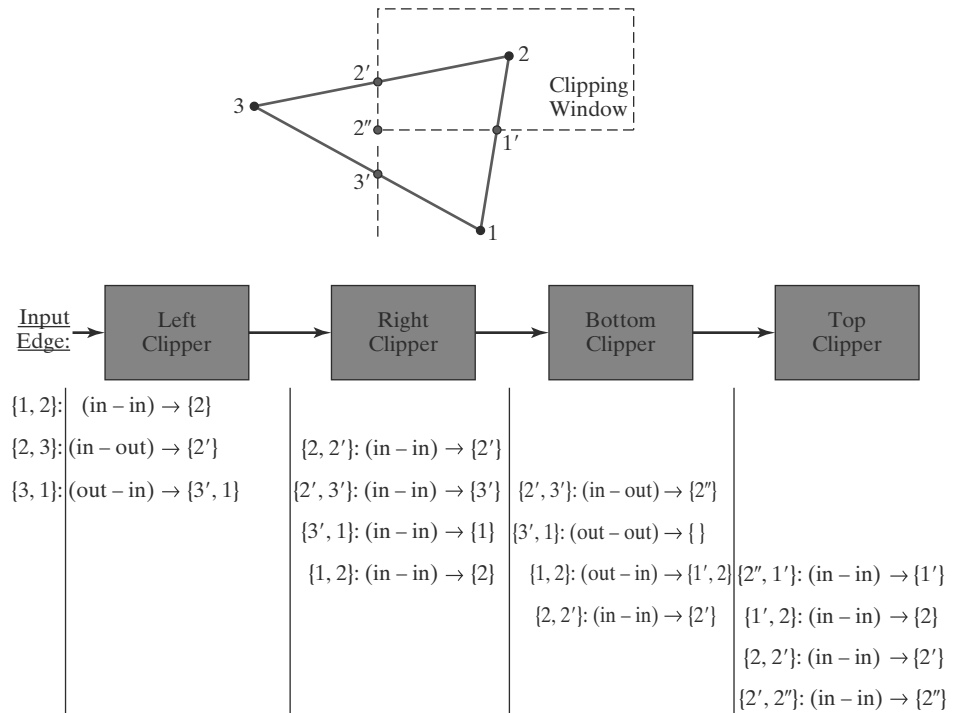 2
2′
Clipping
Window
3
2″
1′
3′
1
Input
Edge:
Left
Clipper
Right
Clipper
Bottom
Clipper
Top
Clipper
{1, 2}: (in – in) → {2}
{2, 3}: (in – out) → {2′}
{2, 2′}: (in – in) → {2′}
{3, 1}: (out – in) → {3′, 1}
{2′, 3′}: (in – in) → {3′}
{2′, 3′}: (in – out) → {2″}
{3′, 1}: (in – in) → {1}
{3′, 1}: (out – out) → { }
{1, 2}: (in – in) → {2}
{1, 2}: (out – in) → {1′, 2}
{2″, 1′}: (in – in) → {1′}
{2, 2′}: (in – in) → {2′}
{1′, 2}: (in – in) → {2}
{2, 2′}: (in – in) → {2′}
{2′, 2″}: (in – in) → {2″}